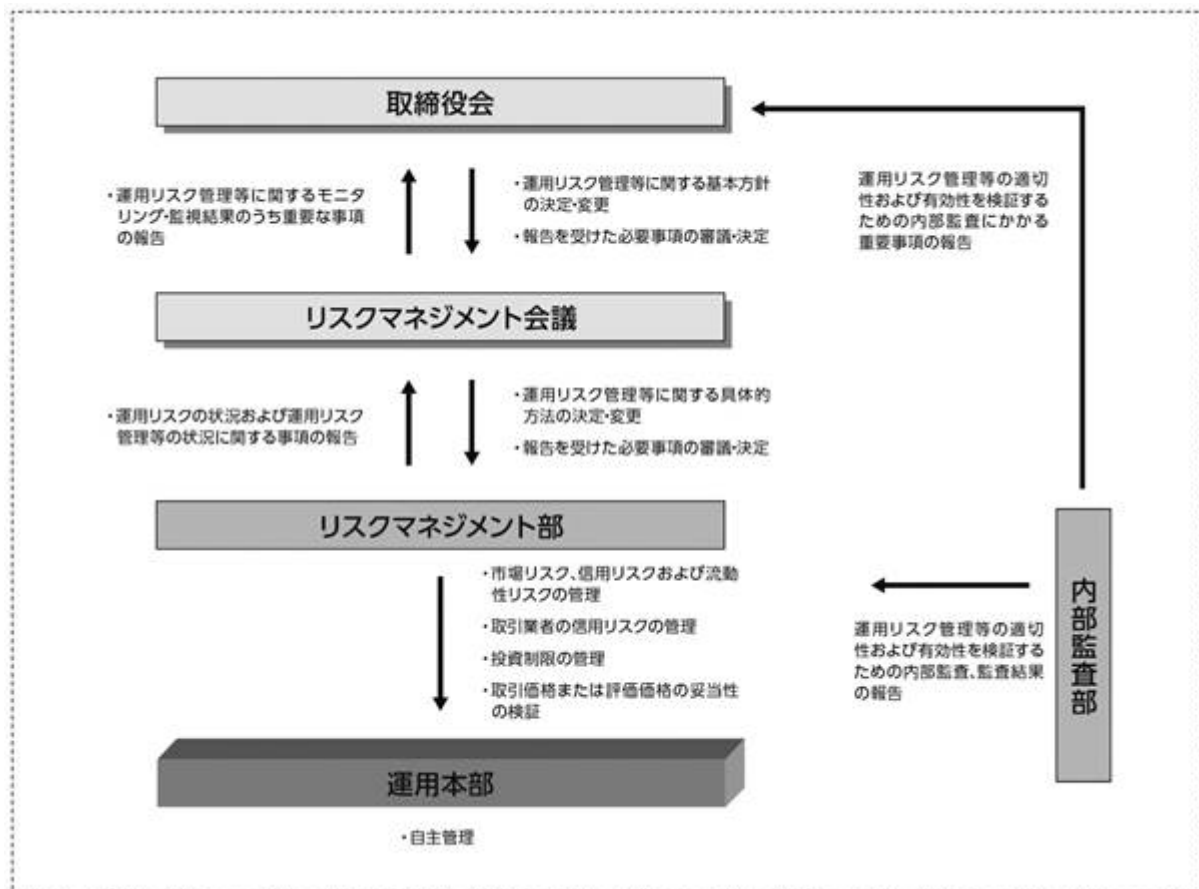 取締役会
・運用リスク管理等に関するモニタ
リング・監視結果のうち重要な事項
の報告
・運用リスク管理等に関する基本方針
の決定・変更
・報告を受けた必要事項の審議・決定
運用リスク管理等の適切
性および有効性を検証する
ための内部監査にかかる
重要事項の報告
リスクマネジメント会議
・運用リスクの状況および運用リスク
管理等の状況に関する事項の報告
・運用リスク管理等に関する具体的
方法の決定・変更
・報告を受けた必要事項の審議・決定
リスクマネジメント部
・市場リスク、信用リスクおよび流動
性リスクの管理
・取引業者の信用リスクの管理
・投資制限の管理
・取引価格または評価価格の妥当性
の検証
運用リスク管理等の適切
性および有効性を検証する
ための内部監査、監査結果
の報告
内部監査部
運用本部
・自主管理